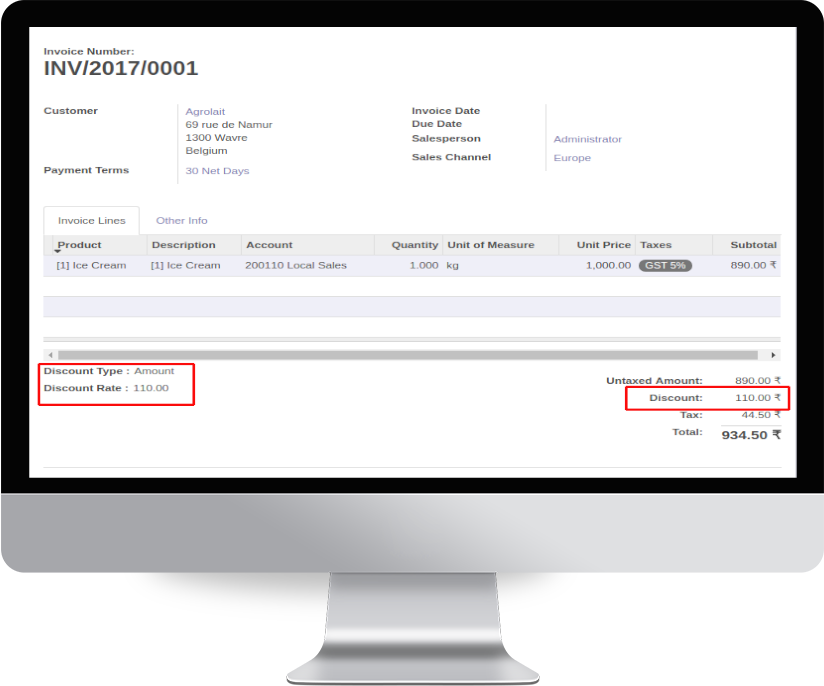 Invoice Number:
INV/2017/0001
Customer
Agrolait
69 rue de Namur
1300 Wavre
Belgium
Payment Terms
30 Net Days
Invoice Date
Due Date
Salesperson
Administrator
Sales Channel
Europe
Invoice Lines Other Info
Product Description Account Quantity Unit of Measure Unit Price Taxes Subtotal
[1] Ice Cream [1] Ice Cream 200110 Local Sales 1.000 kg 1,000.00 GST 5% 890.00 ₹
Discount Type : Amount
Discount Rate : 110.00
Untaxed Amount: 890.00 ₹
Discount: 110.00 ₹
Tax: 44.50 ₹
Total: 934.50 ₹